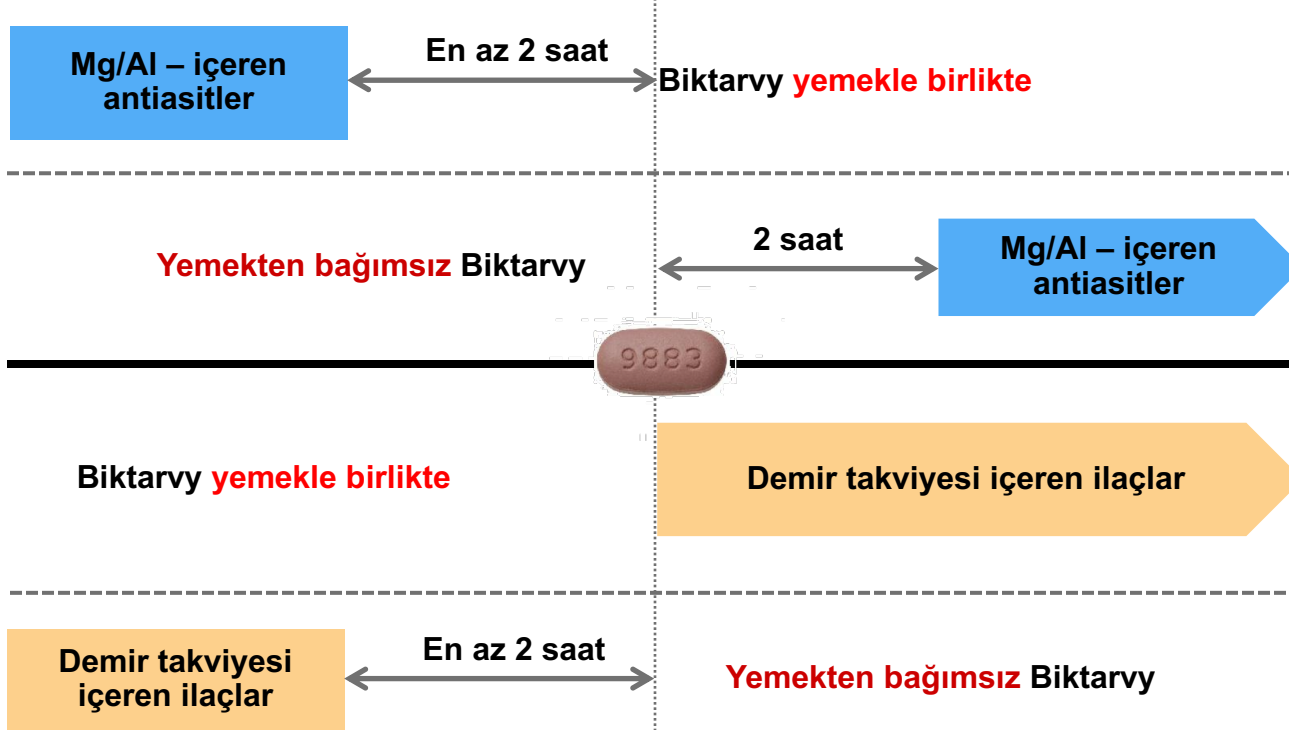 Mg/Al – içeren
antiasitler
En az 2 saat
Biktarvy yemekle birlikte
Yemekten bağımsız Biktarvy
2 saat
Mg/Al – içeren
antiasitler
9883
Biktarvy yemekle birlikte
Demir takviyesi içeren ilaçlar
Demir takviyesi
içeren ilaçlar
En az 2 saat
Yemekten bağımsız Biktarvy